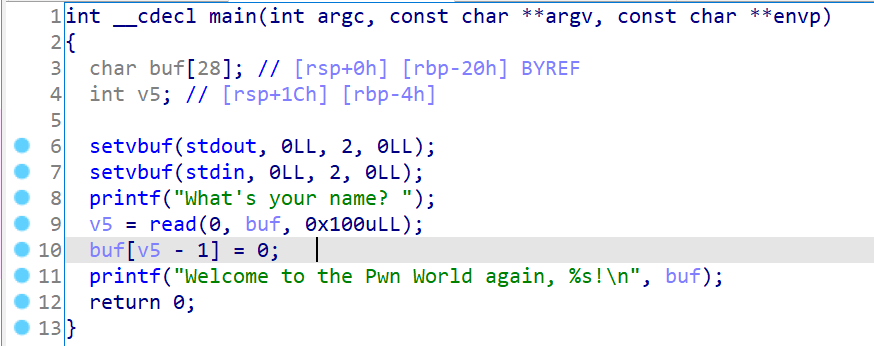 1 int __cdecl main(int argc, const char **argv, const char **envp)
2 {
3   char buf[28]; // [rsp+0h] [rbp-20h] BYREF
4   int v5; // [rsp+1Ch] [rbp-4h]
5
6   setvbuf(stdout, 0LL, 2, 0LL);
7   setvbuf(stdin, 0LL, 2, 0LL);
8   printf("What's your name? ");
9   v5 = read(0, buf, 0x100uLL);
10   buf[v5 - 1] = 0;
11   printf("Welcome to the Pwn World again, %s!\n", buf);
12   return 0;
13 }